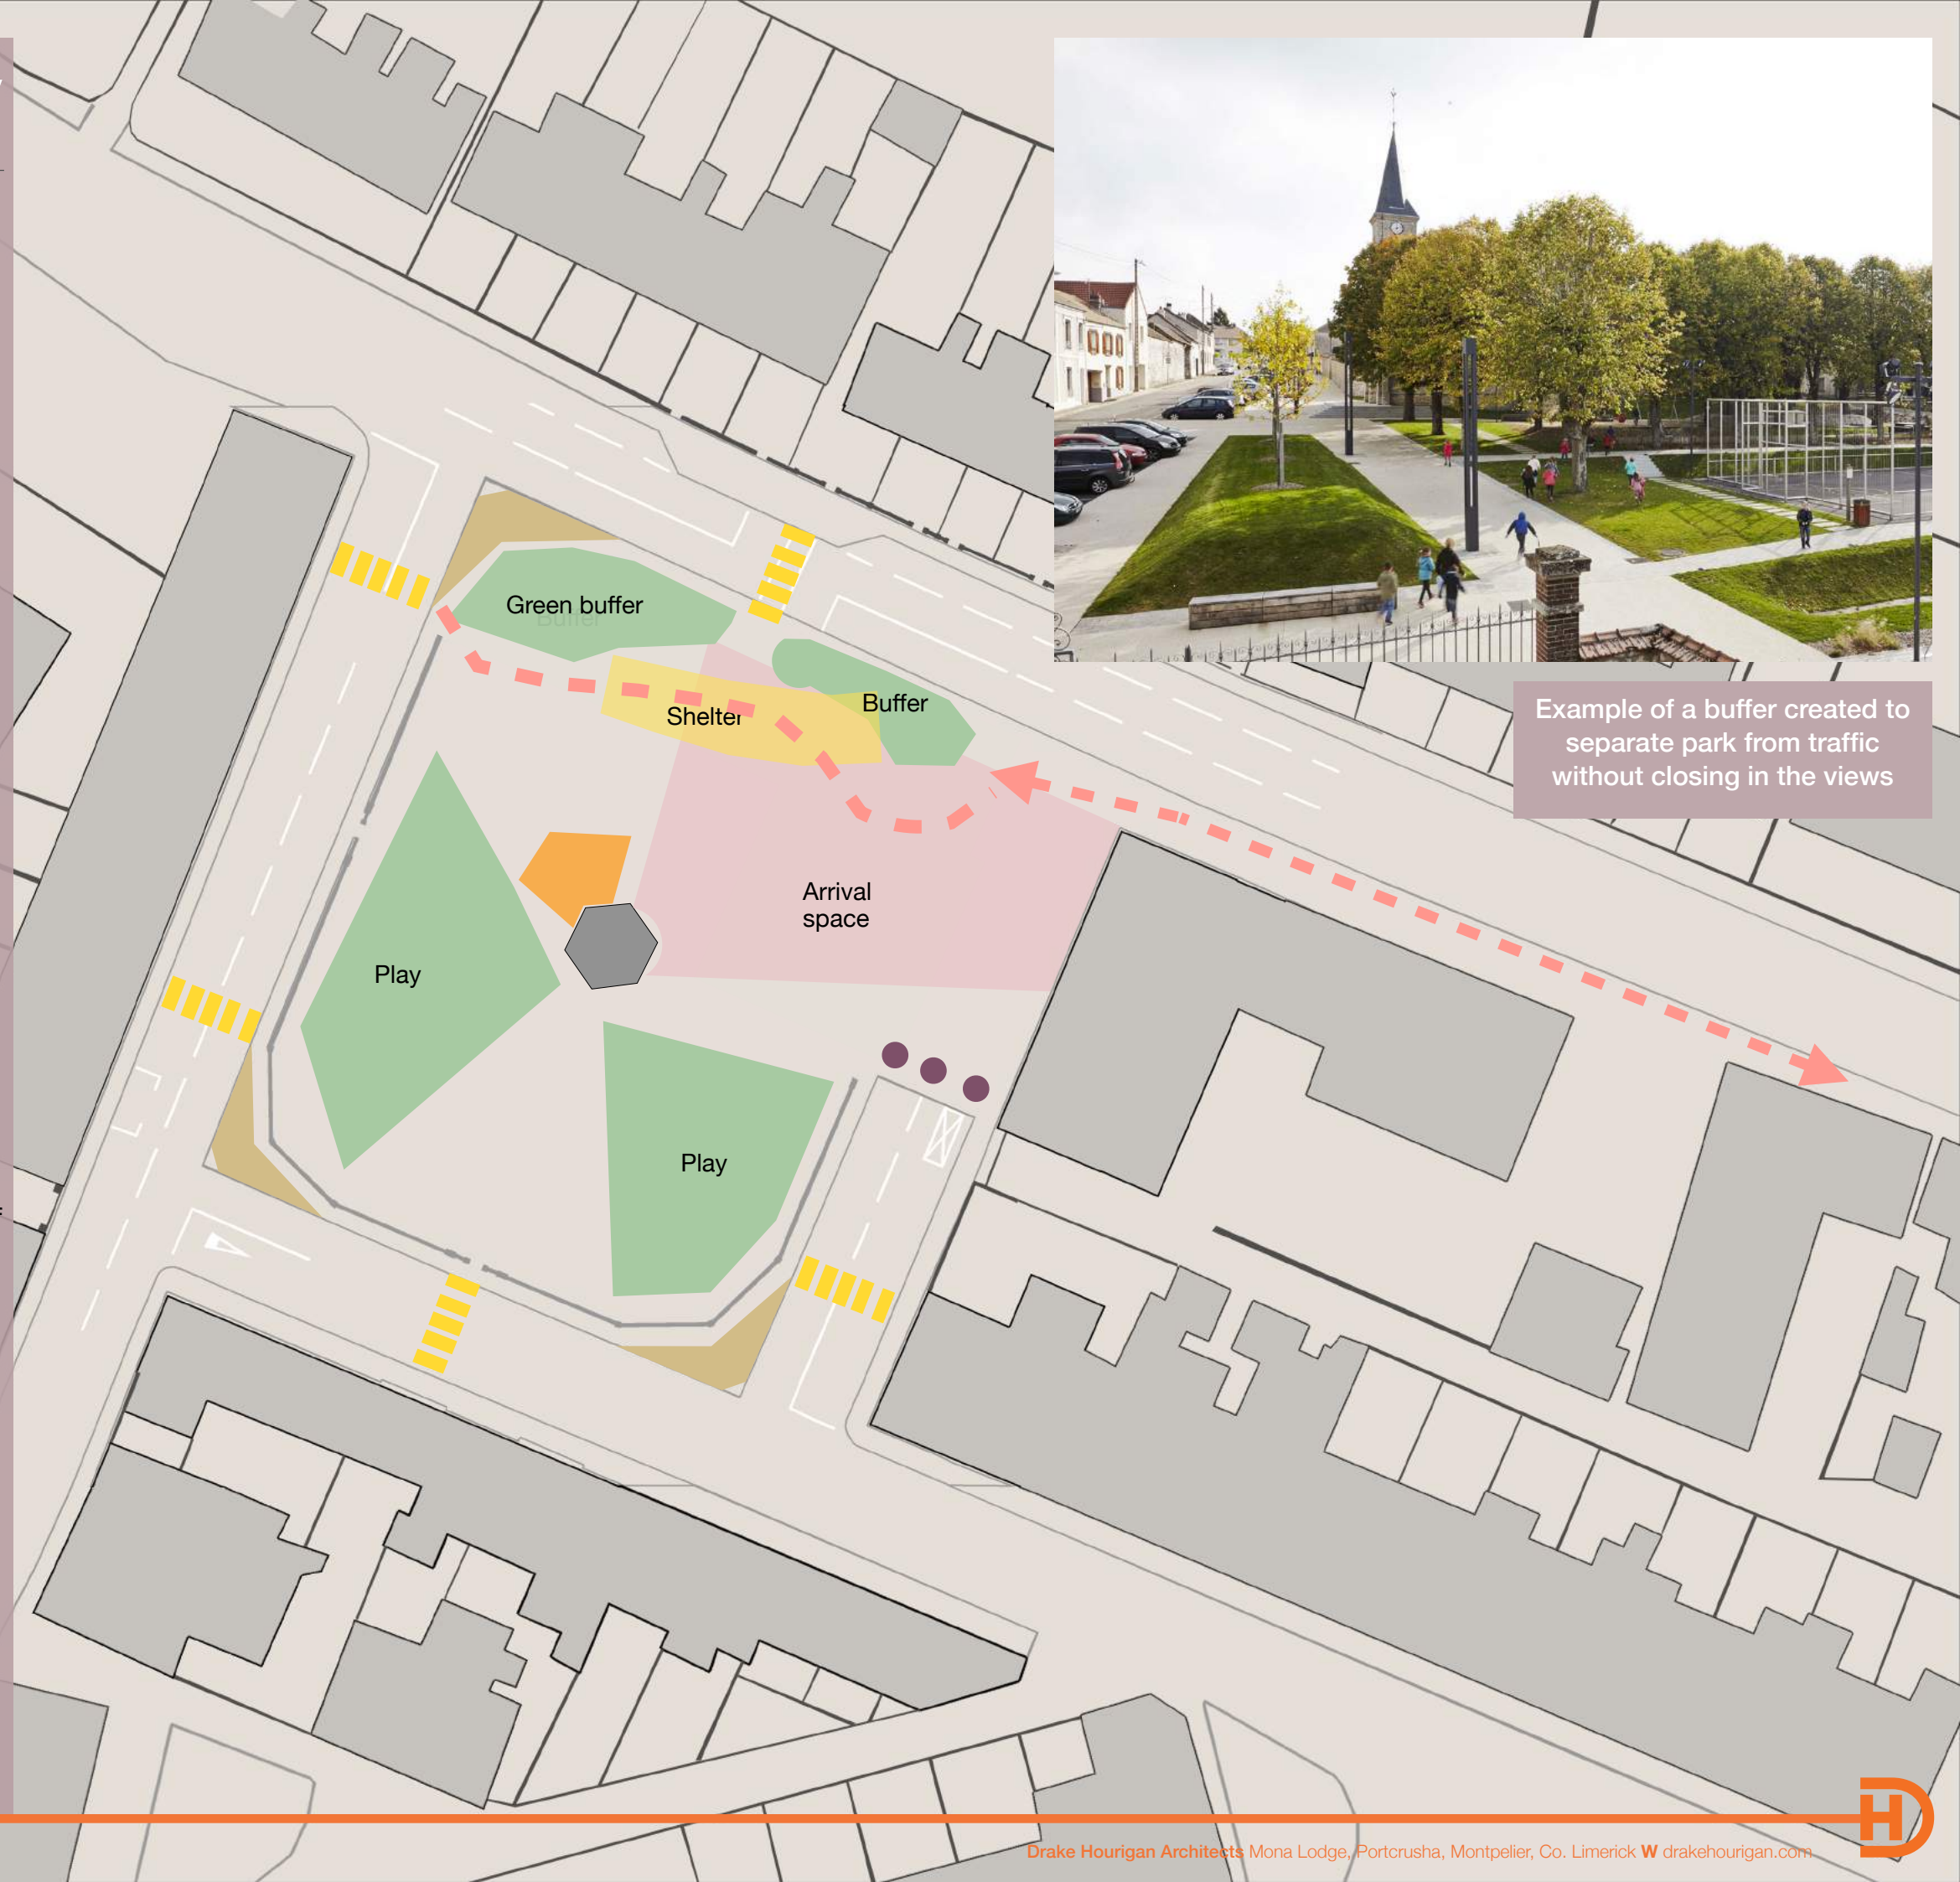 Example of a buffer created to
separate park from traffic
without closing in the views
Green buffer
Buffer
Shelter
Buffer
Arrival
space
Play
Play
Drake Hourigan Architects Mona Lodge, Portcrusha, Montpelier, Co. Limerick W drakehourigan.com
DH